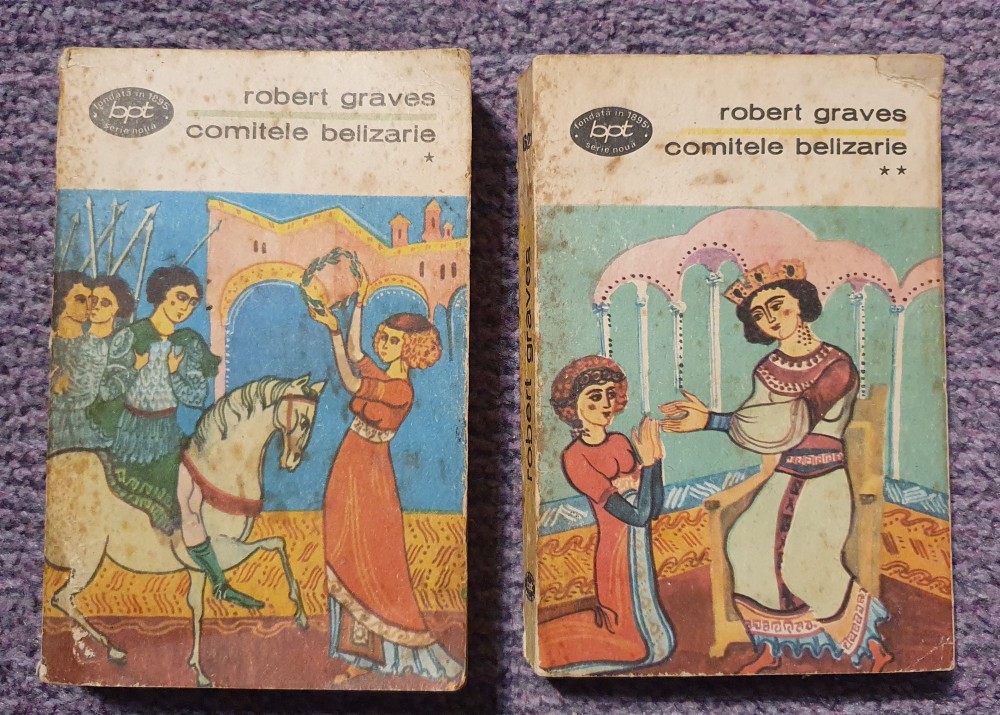 fondată în 1895
bpt
serie nouă
robert graves
comitele belizarie
*
fondată în 1895
bpt
serie nouă
robert graves
comitele belizarie
**
robert graves